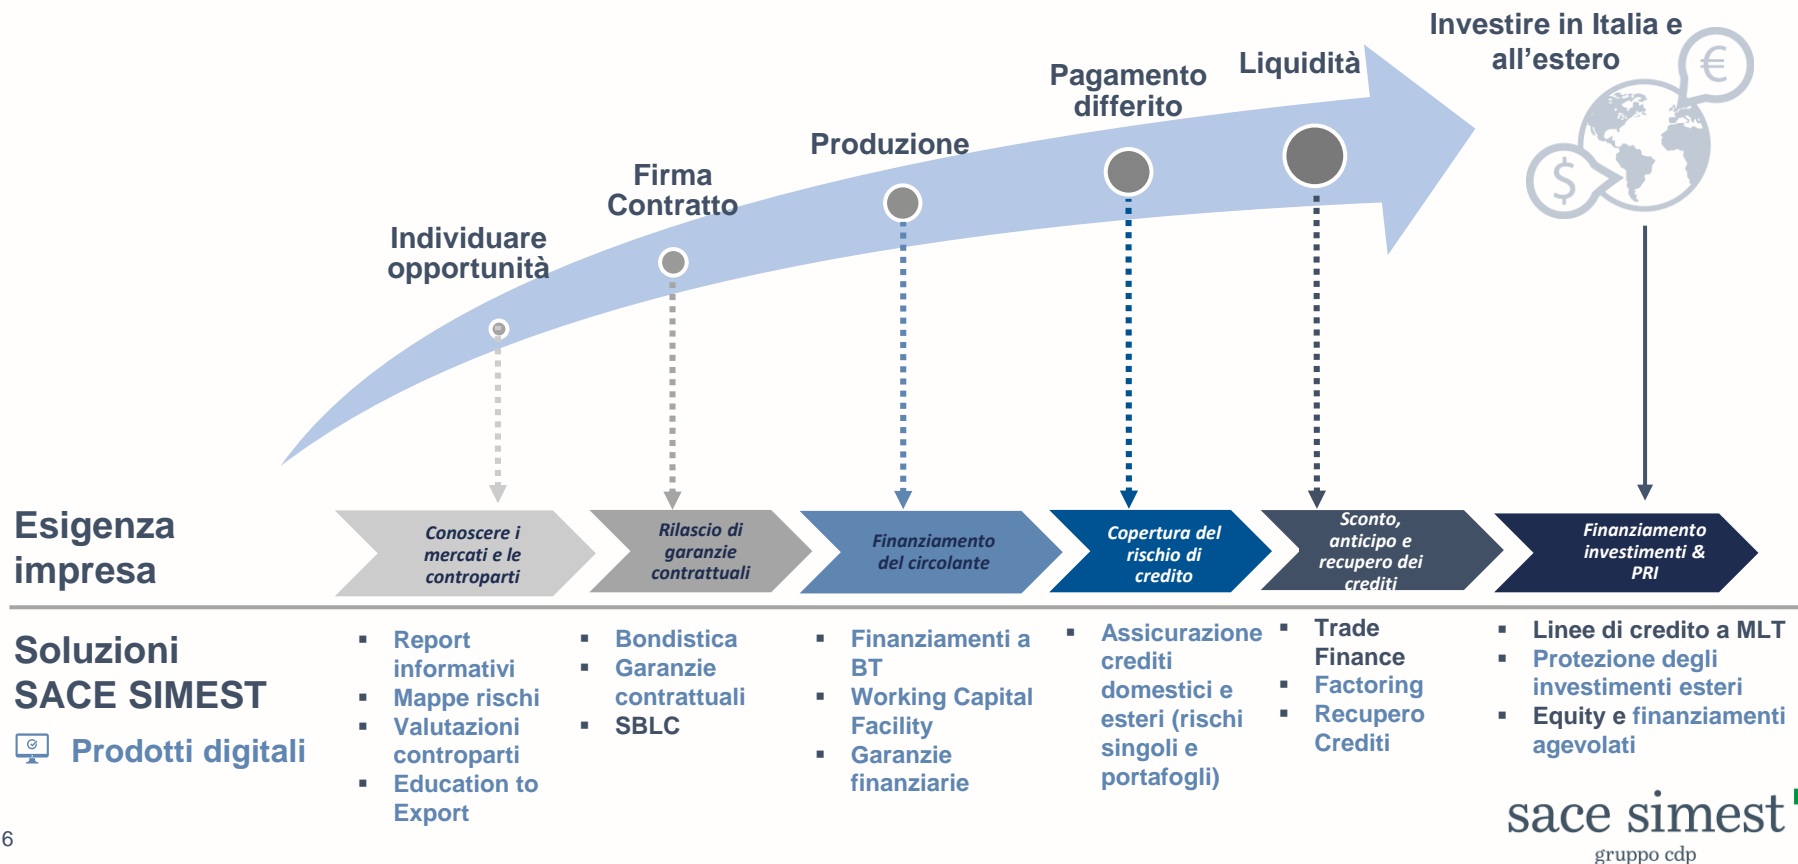 Investire in Italia e
all'estero
€
$
Liquidità
Pagamento
differito
Produzione
Firma
Contratto
Individuare
opportunità
Esigenza
impresa
Conoscere i
mercati e le
controparti
Rilascio di
garanzie
contrattuali
Finanziamento
del circolante
Copertura del
rischio di
credito
Sconto,
anticipo e
recupero dei
crediti
Finanziamento
investimenti &
PRI
Soluzioni
SACE SIMEST
Prodotti digitali
▪ Report
informativi
▪ Mappe rischi
▪ Valutazioni
controparti
▪ Education to
Export
▪ Bondistica
▪ Garanzie
contrattuali
▪ SBLC
▪ Finanziamenti a
BT
▪ Working Capital
Facility
▪ Garanzie
finanziarie
▪ Assicurazione
crediti
domestici e
esteri (rischi
singoli e
portafogli)
▪ Trade
Finance
▪ Factoring
▪ Recupero
Crediti
▪ Linee di credito a MLT
▪ Protezione degli
investimenti esteri
▪ Equity e finanziamenti
agevolati
6
sace simest
gruppo cdp